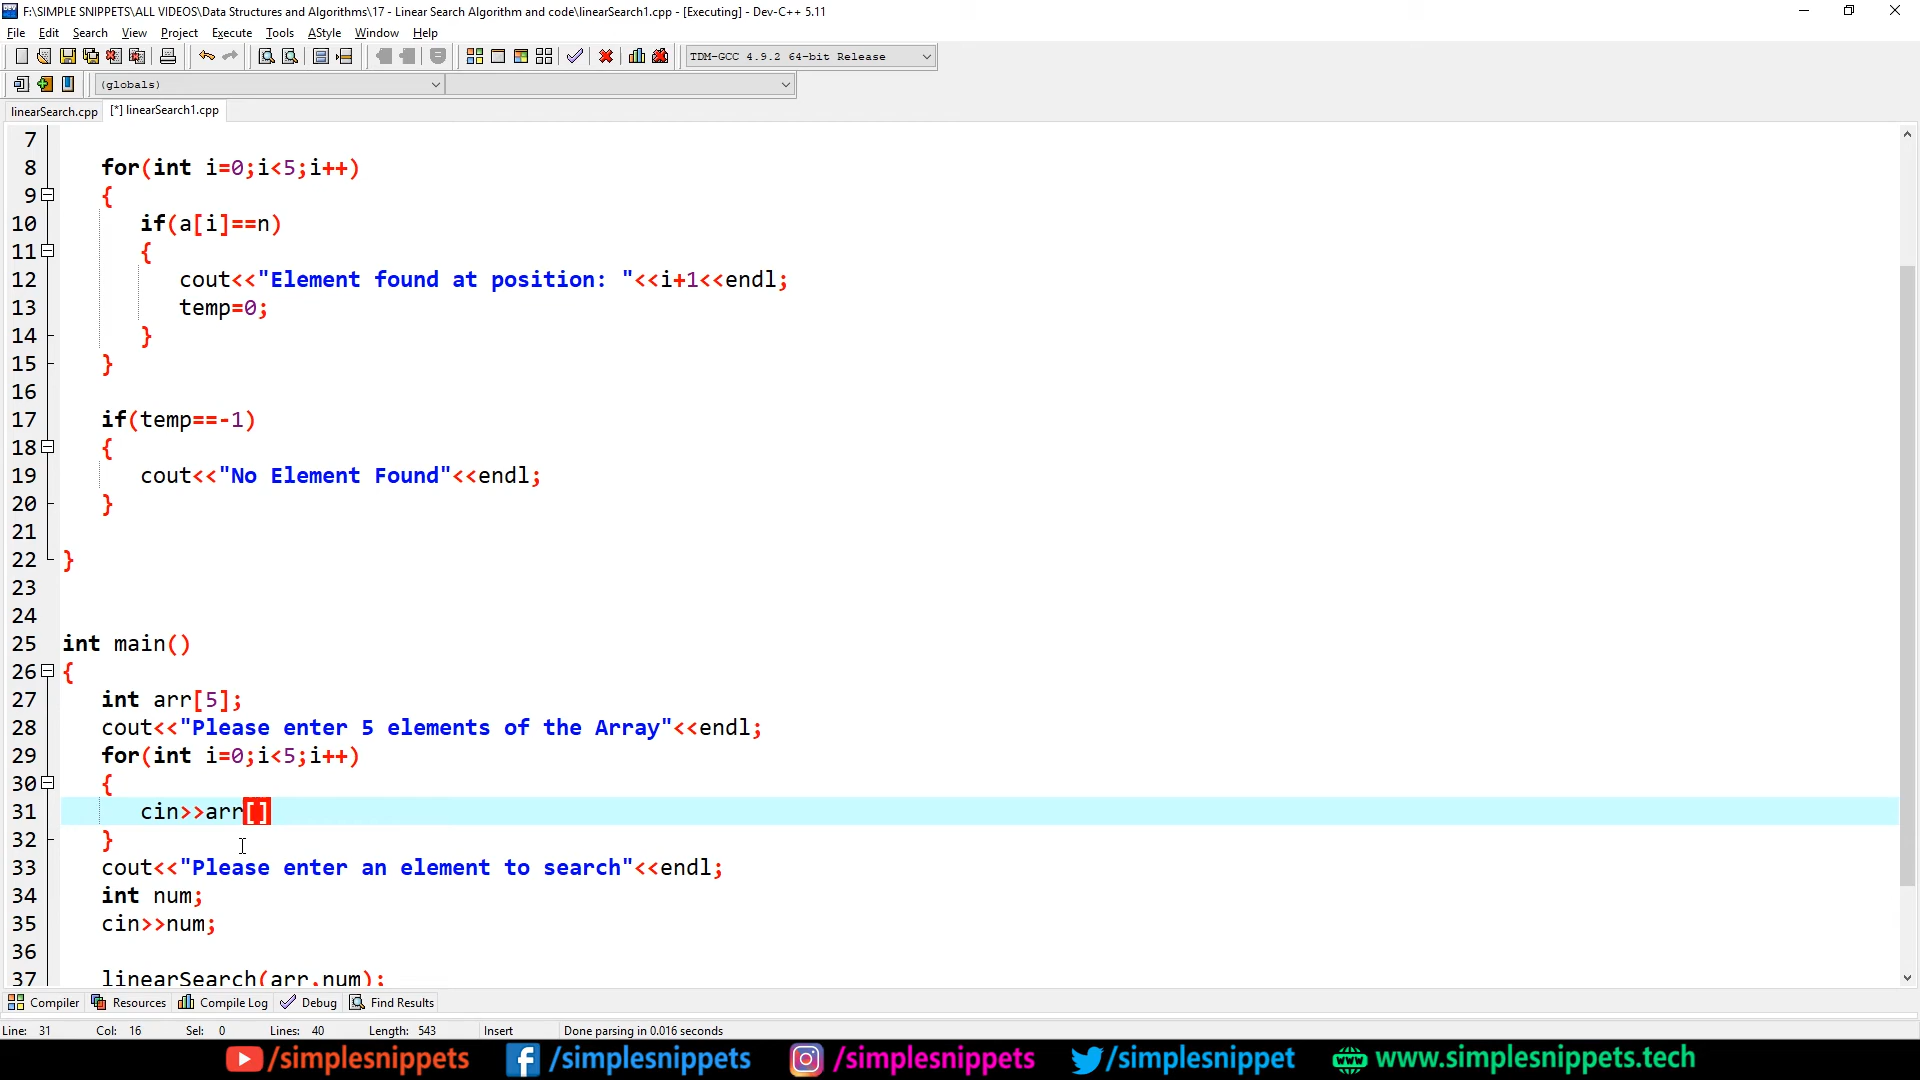 F:\SIMPLE SNIPPETS\ALL VIDEOS\Data Structures and Algorithms\17 - Linear Search Algorithm and code\linearSearch1.cpp - [Executing] - Dev-C++ 5.11
File Edit Search View Project Execute Tools AStyle Window Help
TDM-GCC 4.9.2 64-bit Release
(globals)
linearSearch.cpp [*] linearSearch1.cpp
7
8 for(int i=0;i<5;i++)
9 {
10 if(a[i]==n)
11 {
12 cout<<"Element found at position: "<<i+1<<endl;
13 temp=0;
14 }
15 }
16
17 if(temp==-1)
18 {
19 cout<<"No Element Found"<<endl;
20 }
21
22 }
23
24
25 int main()
26 {
27 int arr[5];
28 cout<<"Please enter 5 elements of the Array"<<endl;
29 for(int i=0;i<5;i++)
30 {
31 cin>>arr[]
32 }
33 cout<<"Please enter an element to search"<<endl;
34 int num;
35 cin>>num;
36
37 linearSearch(arr,num);
Compiler Resources Compile Log Debug Find Results
Line: 31 Col: 16 Sel: 0 Lines: 40 Length: 543 Insert Done parsing in 0.016 seconds
/simplesnippets /simplesnippets /simplesnippets /simplesnippet www.simplesnippets.tech